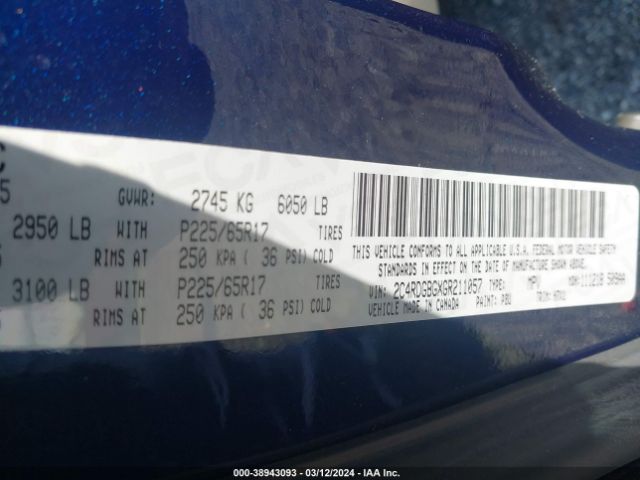 C
5
GVWR: 2745 KG 6050 LB
2950 LB WITH P225/65R17 TIRES
RIMS AT 250 KPA ( 36 PSI) COLD
3100 LB WITH P225/65R17 TIRES
RIMS AT 250 KPA ( 36 PSI) COLD
THIS VEHICLE CONFORMS TO ALL APPLICABLE U.S.A. FEDERAL MOTOR VEHICLE SAFETY
STANDARDS IN EFFECT ON THE DATE OF MANUFACTURE SHOWN ABOVE.
VIN: 2C4RDGBGXGR211057 TYPE: MPV MDH:
VEHICLE MADE IN CANADA PAINT: PBU TRIM:
000-38943093 - 03/12/2024 - IAA Inc.